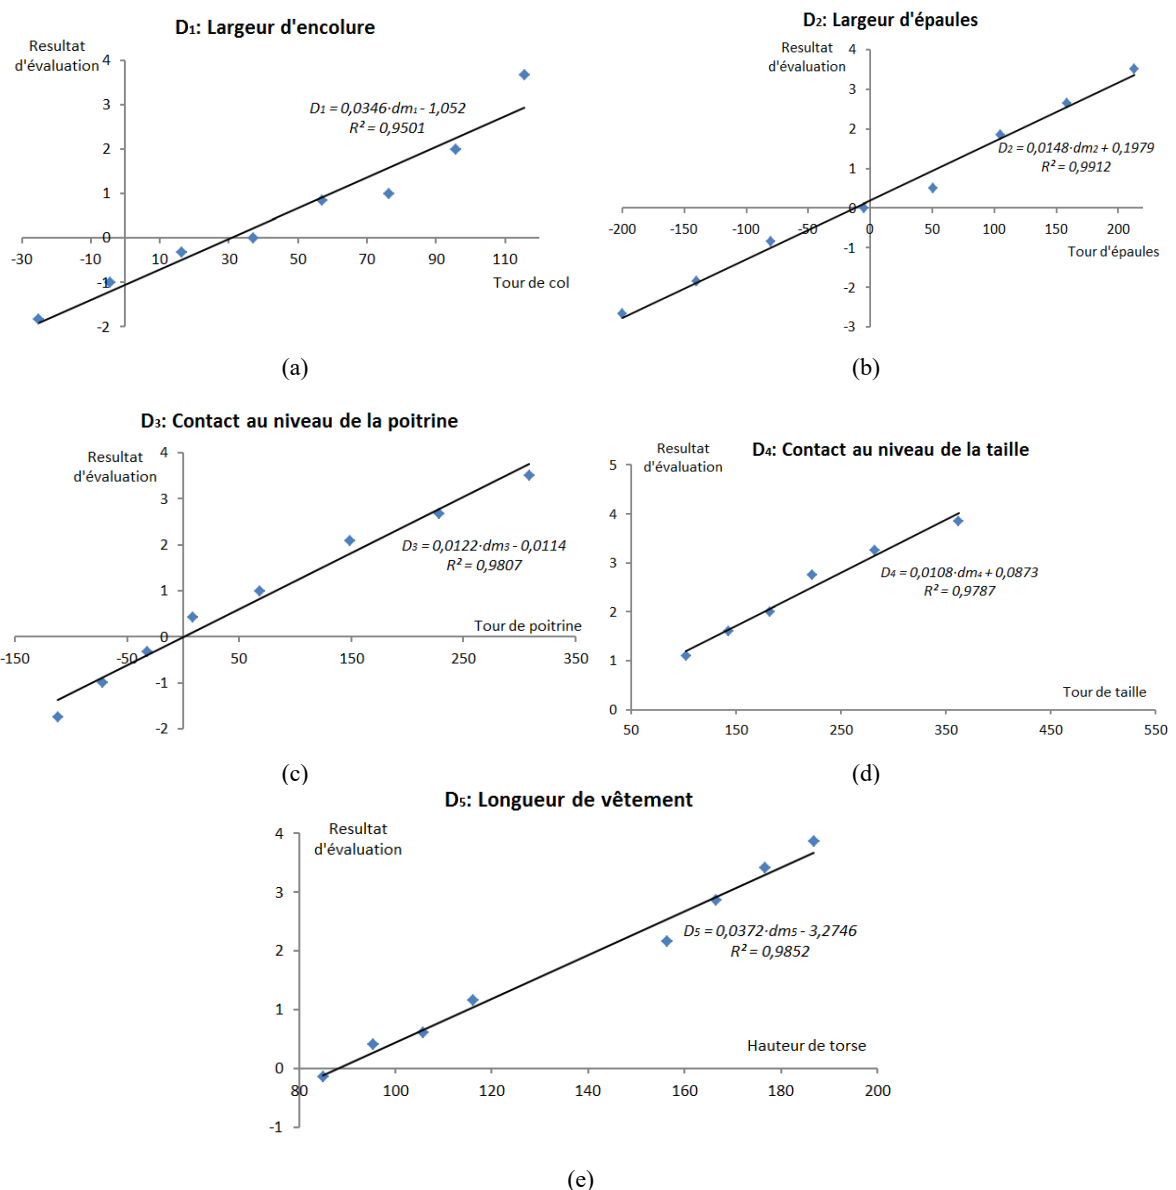 D₁: Largeur d'encolure
Resultat
d'évaluation
4
3
2
1
0
-1
-2
-30
-10
10
30
50
70
90
110
D₁ = 0,0346·dm₁ - 1,052
R² = 0,9501
Tour de col
(a)
D₂: Largeur d'épaules
Resultat
d'évaluation
4
3
2
1
0
-1
-2
-3
-200
-150
-100
-50
0
50
100
150
200
D₂ = 0,0148·dm₂ + 0,1979
R² = 0,9912
Tour d'épaules
(b)
D₃: Contact au niveau de la poitrine
Resultat
d'évaluation
4
3
2
1
0
-1
-2
-150
-50
50
150
250
350
D₃ = 0,0122·dm₃ - 0,0114
R² = 0,9807
Tour de poitrine
(c)
D₄: Contact au niveau de la taille
Resultat
d'évaluation
5
4
3
2
1
0
50
150
250
350
450
550
D₄ = 0,0108·dm₄ + 0,0873
R² = 0,9787
Tour de taille
(d)
D₅: Longueur de vêtement
Resultat
d'évaluation
4
3
2
1
0
-1
80
100
120
140
160
180
200
D₅ = 0,0372·dm₅ - 3,2746
R² = 0,9852
Hauteur de torse
(e)